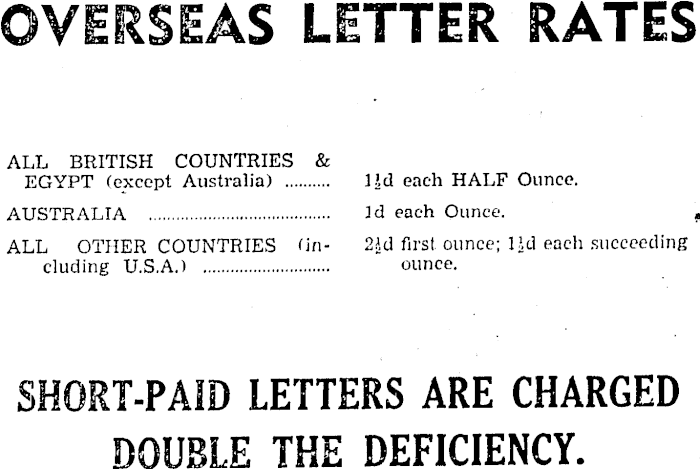 OVERSEAS LETTER RATES
ALL BRITISH COUNTRIES &
EGYPT (except Australia) .......... 1½d each HALF Ounce.
AUSTRALIA ........................................ 1d each Ounce.
ALL OTHER COUNTRIES (in- 2½d first ounce; 1½d each succeeding
cluding U.S.A.) ............................ ounce.
SHORT-PAID LETTERS ARE CHARGED
DOUBLE THE DEFICIENCY.